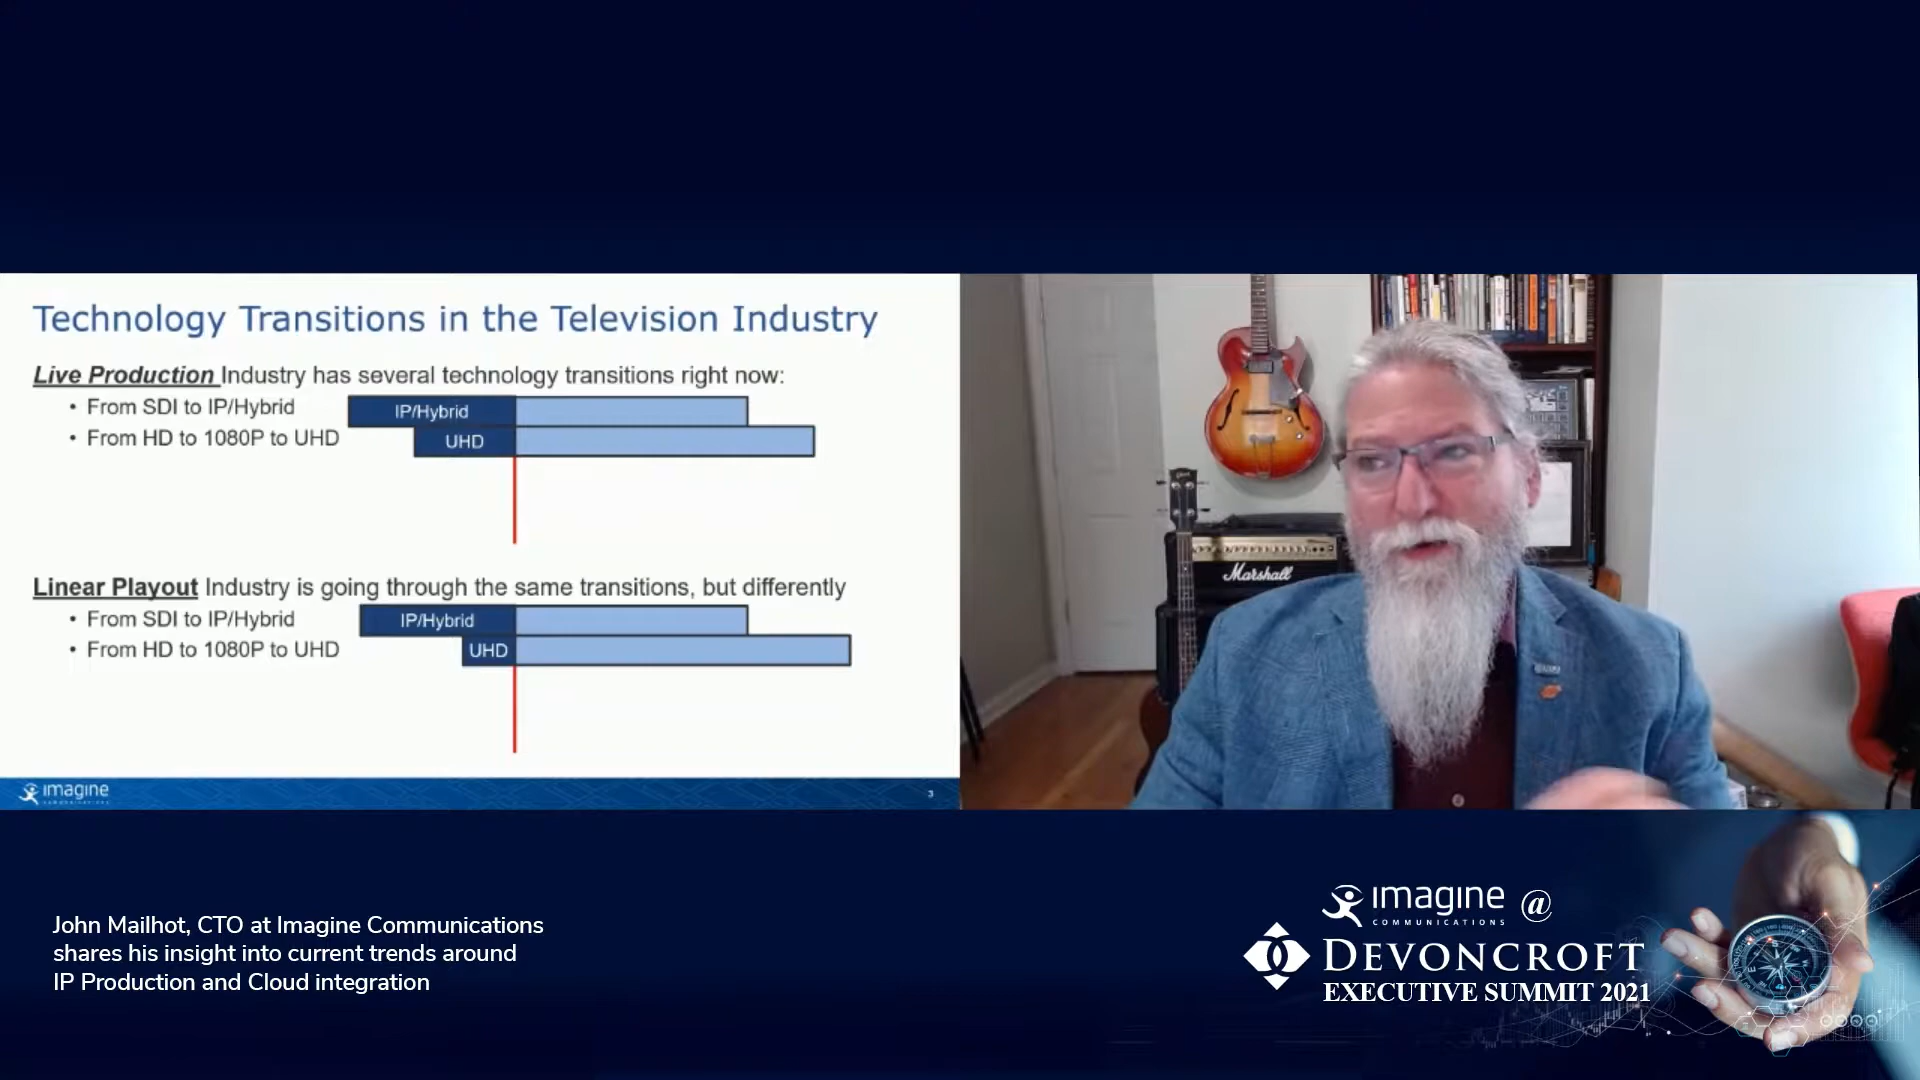 Technology Transitions in the Television Industry
Live Production Industry has several technology transitions right now:
• From SDI to IP/Hybrid
IP/Hybrid
• From HD to 1080P to UHD
UHD
Linear Playout Industry is going through the same transitions, but differently
• From SDI to IP/Hybrid
IP/Hybrid
• From HD to 1080P to UHD
UHD
imagine
COMMUNICATIONS
3
Marshall
John Mailhot, CTO at Imagine Communications
shares his insight into current trends around
IP Production and Cloud integration
imagine @
COMMUNICATIONS
DEVONCROFT
EXECUTIVE SUMMIT 2021